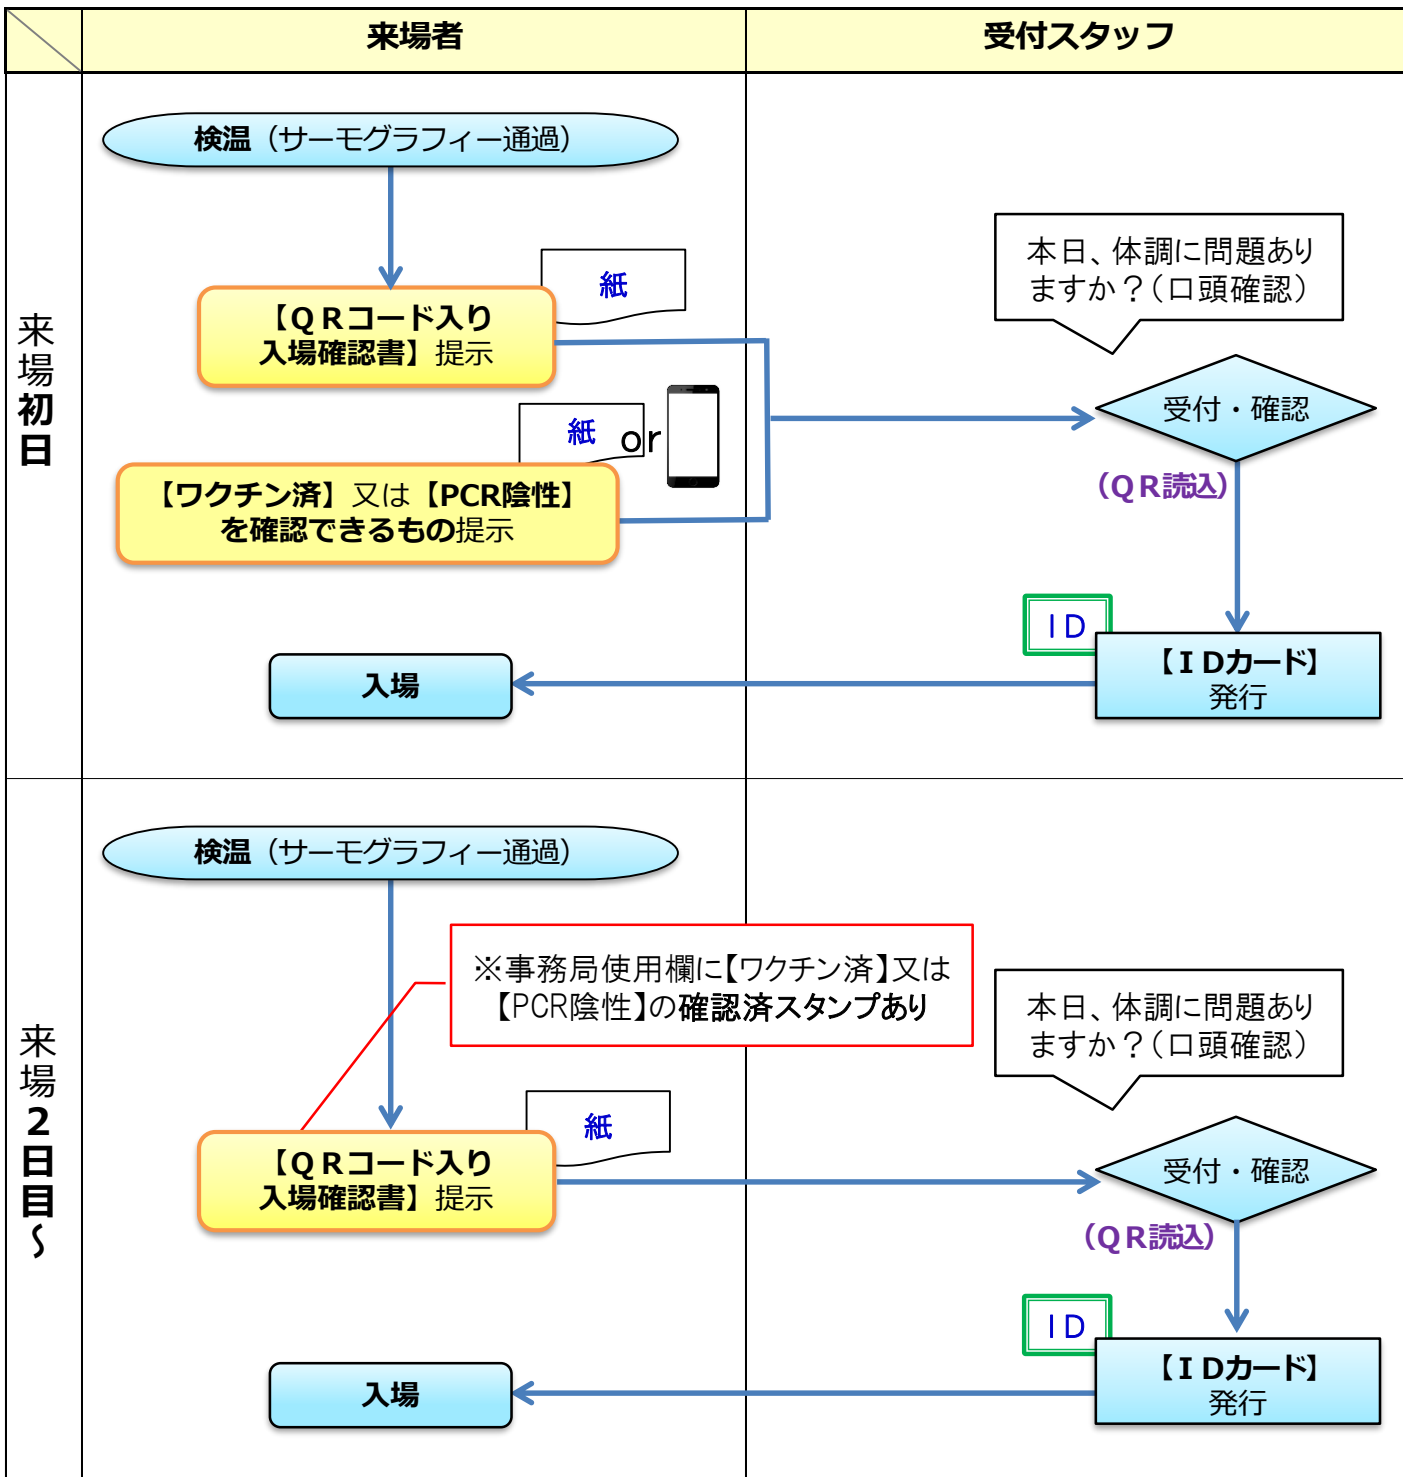 来場者
受付スタッフ
来場初日
検温（サーモグラフィー通過）
紙
【ＱＲコード入り
入場確認書】提示
紙 or
【ワクチン済】又は【PCR陰性】
を確認できるもの提示
本日、体調に問題あり
ますか？（口頭確認）
受付・確認
（ＱＲ読込）
ＩＤ
【ＩＤカード】
発行
入場
来場2日目～
検温（サーモグラフィー通過）
※事務局使用欄に【ワクチン済】又は
【PCR陰性】の確認済スタンプあり
紙
【ＱＲコード入り
入場確認書】提示
本日、体調に問題あり
ますか？（口頭確認）
受付・確認
（ＱＲ読込）
ＩＤ
【ＩＤカード】
発行
入場